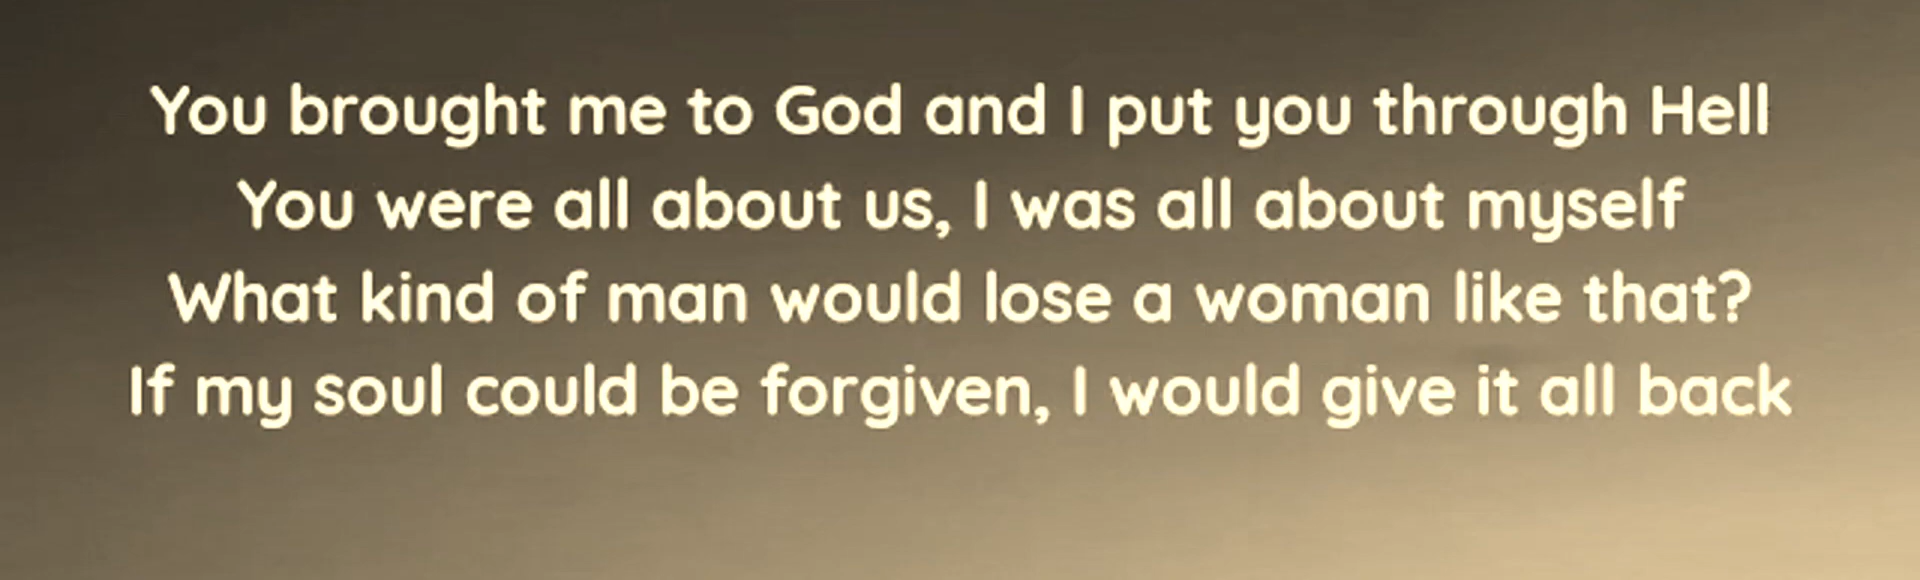 You brought me to God and I put you through Hell
You were all about us, I was all about myself
What kind of man would lose a woman like that?
If my soul could be forgiven, I would give it all back